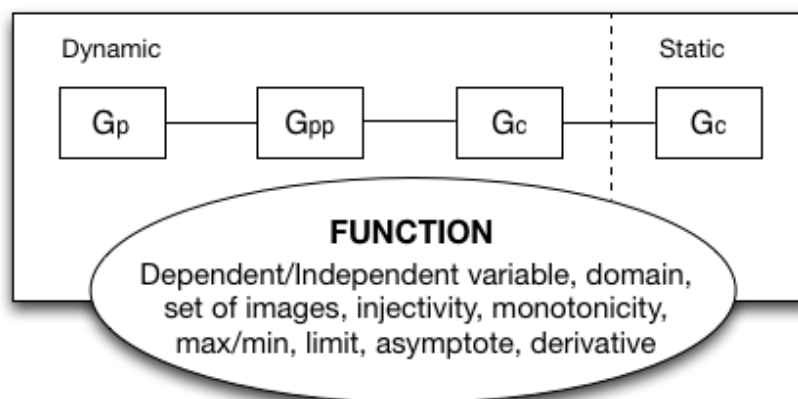 Dynamic Static
Gp Gpp Gc Gc
FUNCTION
Dependent/Independent variable, domain,
set of images, injectivity, monotonicity,
max/min, limit, asymptote, derivative